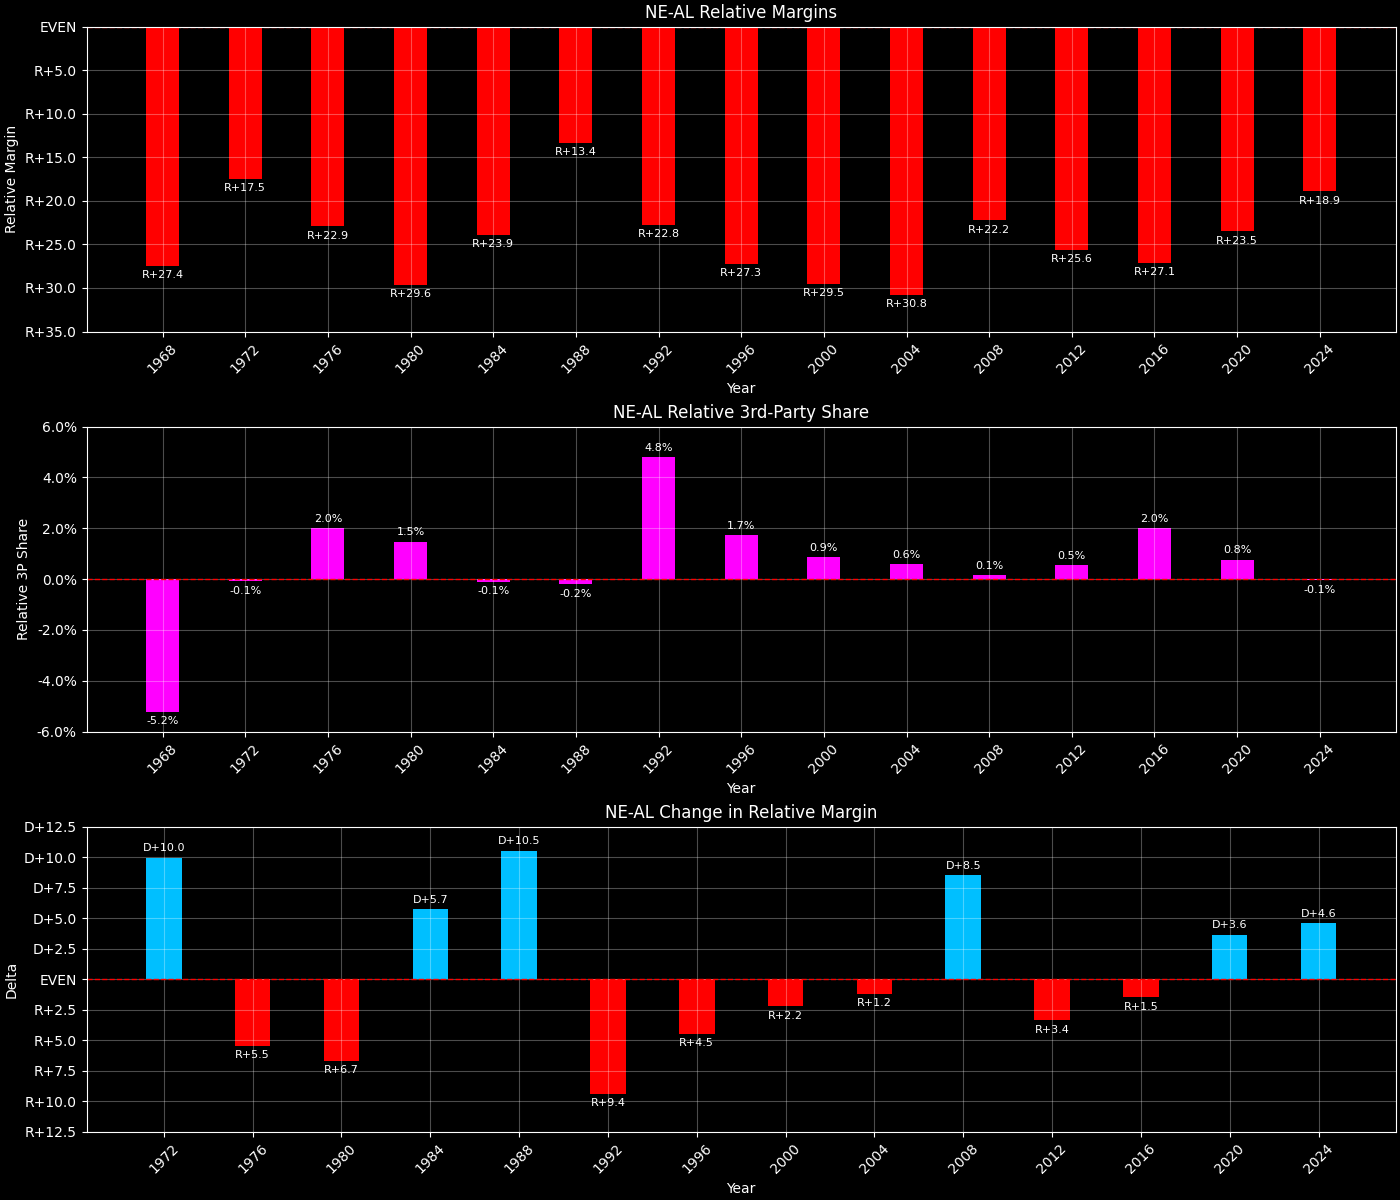 NE-AL Relative Margins
Relative Margin
EVEN
R+5.0
R+10.0
R+15.0
R+20.0
R+25.0
R+30.0
R+35.0
R+27.4
R+17.5
R+22.9
R+29.6
R+23.9
R+13.4
R+22.8
R+27.3
R+29.5
R+30.8
R+22.2
R+25.6
R+27.1
R+23.5
R+18.9
1968
1972
1976
1980
1984
1988
1992
1996
2000
2004
2008
2012
2016
2020
2024
Year
NE-AL Relative 3rd-Party Share
Relative 3P Share
6.0%
4.0%
2.0%
0.0%
-2.0%
-4.0%
-6.0%
-5.2%
-0.1%
2.0%
1.5%
-0.1%
-0.2%
4.8%
1.7%
0.9%
0.6%
0.1%
0.5%
2.0%
0.8%
-0.1%
1968
1972
1976
1980
1984
1988
1992
1996
2000
2004
2008
2012
2016
2020
2024
Year
NE-AL Change in Relative Margin
Delta
D+12.5
D+10.0
D+7.5
D+5.0
D+2.5
EVEN
R+2.5
R+5.0
R+7.5
R+10.0
R+12.5
D+10.0
R+5.5
R+6.7
D+5.7
D+10.5
R+9.4
R+4.5
R+2.2
R+1.2
D+8.5
R+3.4
R+1.5
D+3.6
D+4.6
1972
1976
1980
1984
1988
1992
1996
2000
2004
2008
2012
2016
2020
2024
Year